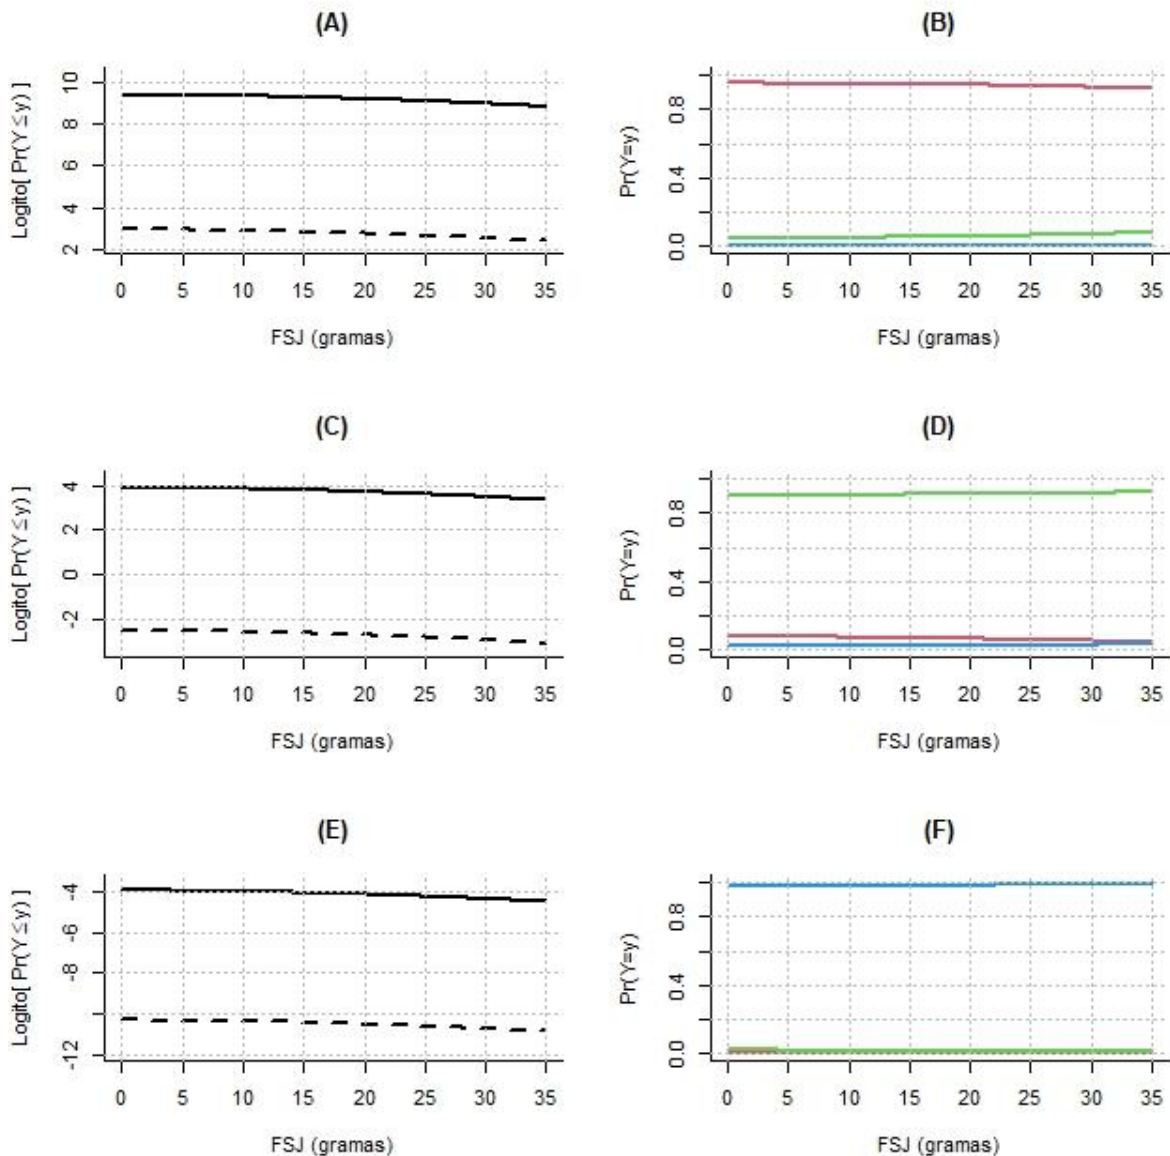 (A)
Logito[ Pr(Y ≤ y) ]
10
8
6
4
2
0 5 10 15 20 25 30 35
FSJ (gramas)
(B)
Pr(Y=y)
0.8
0.4
0.0
0 5 10 15 20 25 30 35
FSJ (gramas)
(C)
Logito[ Pr(Y ≤ y) ]
4
2
0
-2
0 5 10 15 20 25 30 35
FSJ (gramas)
(D)
Pr(Y=y)
0.8
0.4
0.0
0 5 10 15 20 25 30 35
FSJ (gramas)
(E)
Logito[ Pr(Y ≤ y) ]
-4
-6
-8
-12
0 5 10 15 20 25 30 35
FSJ (gramas)
(F)
Pr(Y=y)
0.8
0.4
0.0
0 5 10 15 20 25 30 35
FSJ (gramas)